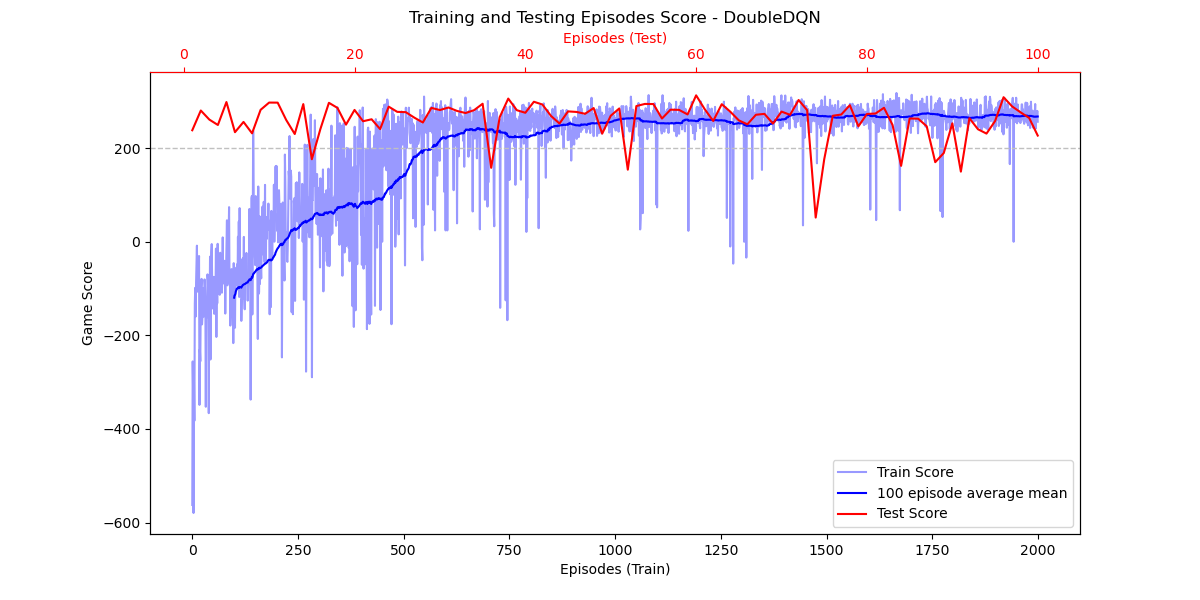 Training and Testing Episodes Score - DoubleDQN
Episodes (Test)
0 20 40 60 80 100
200
0
−200
−400
−600
Game Score
Train Score
100 episode average mean
Test Score
0 250 500 750 1000 1250 1500 1750 2000
Episodes (Train)